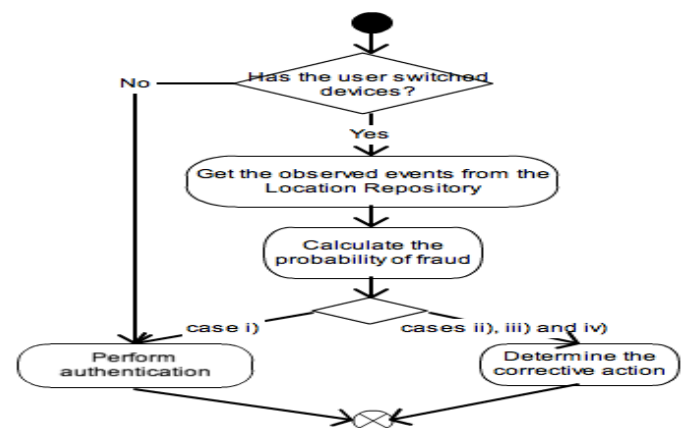 Has the user switched
devices?
No
Yes
Get the observed events from the
Location Repository
Calculate the
probability of fraud
case i)
cases ii), iii) and iv)
Perform
authentication
Determine the
corrective action